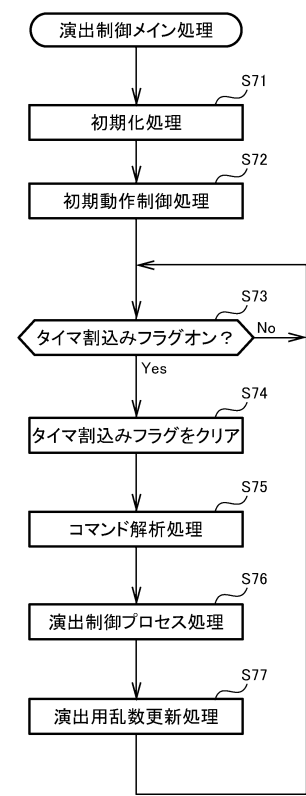 演出制御メイン処理
S71
初期化処理
S72
初期動作制御処理
S73
タイマ割込みフラグオン？
No
Yes
S74
タイマ割込みフラグをクリア
S75
コマンド解析処理
S76
演出制御プロセス処理
S77
演出用乱数更新処理